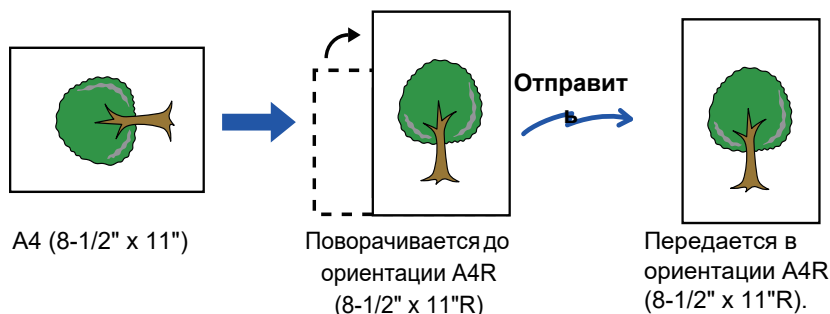 Отправит
ь
A4 (8-1/2" x 11")
Поворачивается до
ориентации A4R
(8-1/2" x 11"R)
Передается в
ориентации A4R
(8-1/2" x 11"R).